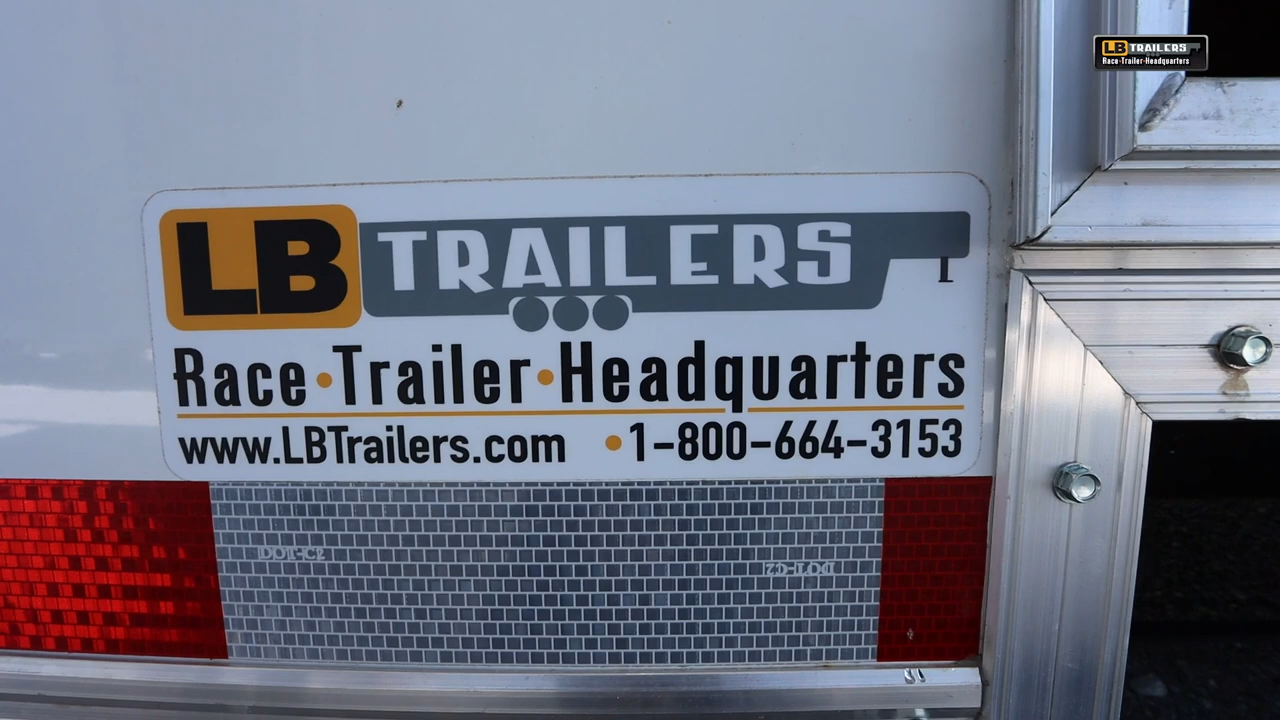 LB TRAILERS
Race·Trailer·Headquarters
LB TRAILERS
Race•Trailer•Headquarters
www.LBTrailers.com •1-800-664-3153
DOT-C2
DOT-C2